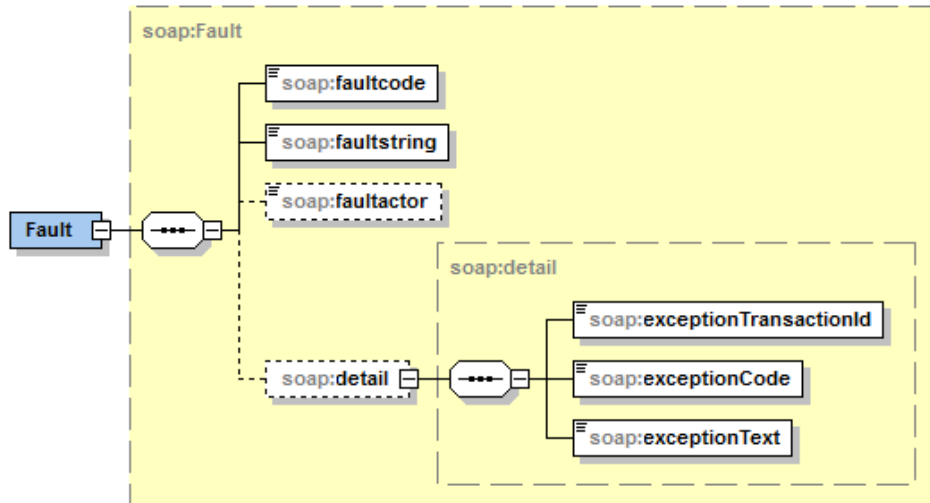 soap:Fault
soap:faultcode
soap:faultstring
soap:faultactor
Fault
soap:detail
soap:exceptionTransactionId
soap:detail
soap:exceptionCode
soap:exceptionText